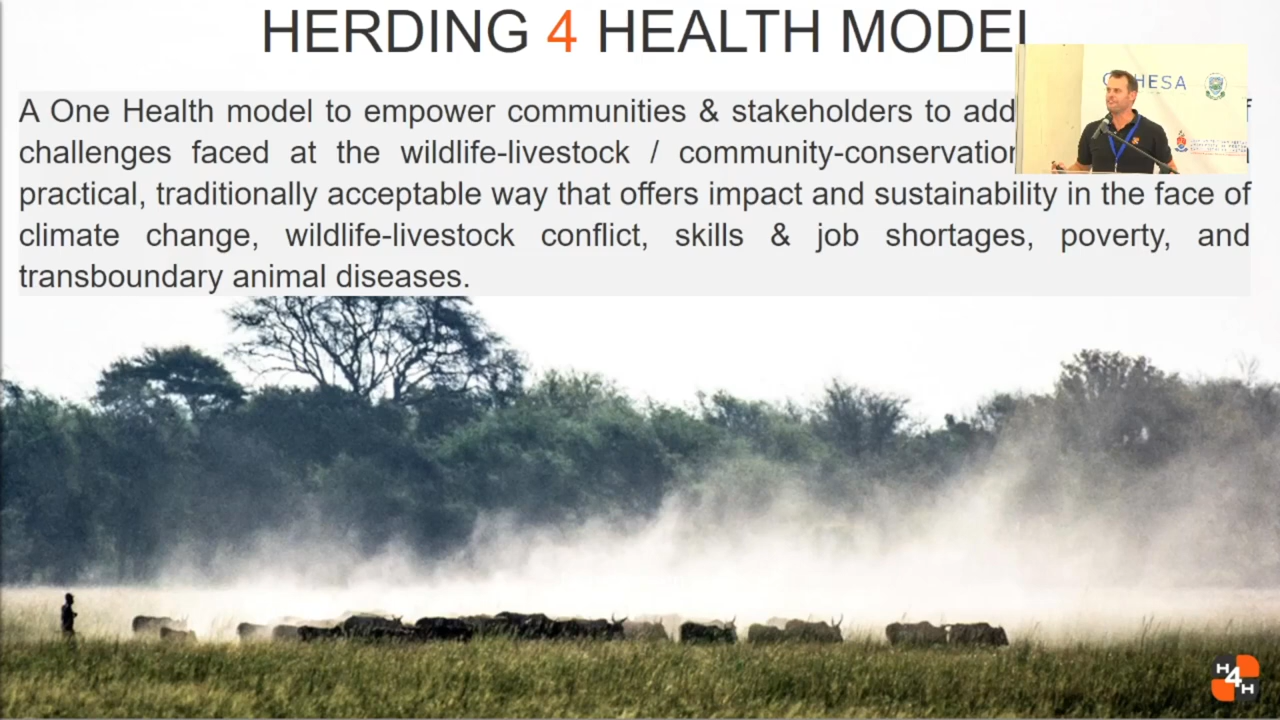 HERDING 4 HEALTH MODEL
A One Health model to empower communities & stakeholders to
challenges faced at the wildlife-livestock / community-conservation
practical, traditionally acceptable way that offers impact and sustainability in the face of
climate change, wildlife-livestock conflict, skills & job shortages, poverty, and
transboundary animal diseases.
HESA
H4H